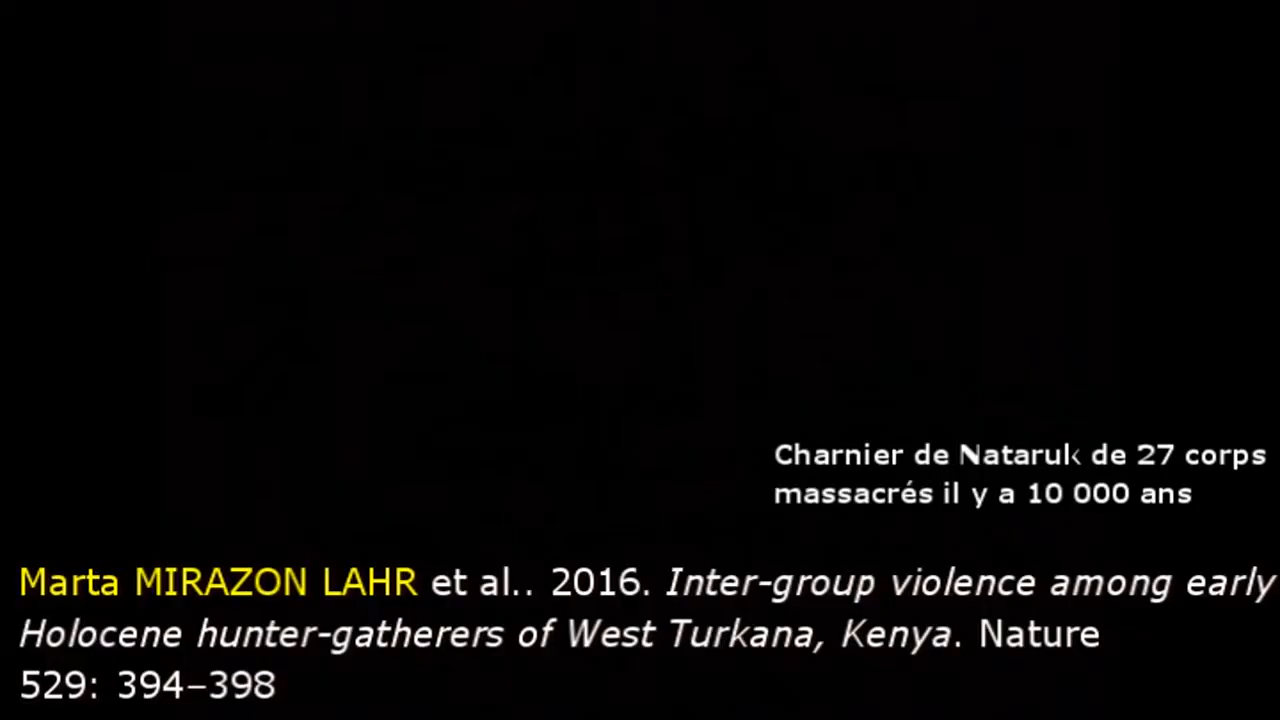 Charnier de Nataruk de 27 corps
massacrés il y a 10 000 ans
Marta MIRAZON LAHR et al.. 2016. Inter-group violence among early
Holocene hunter-gatherers of West Turkana, Kenya. Nature
529: 394–398